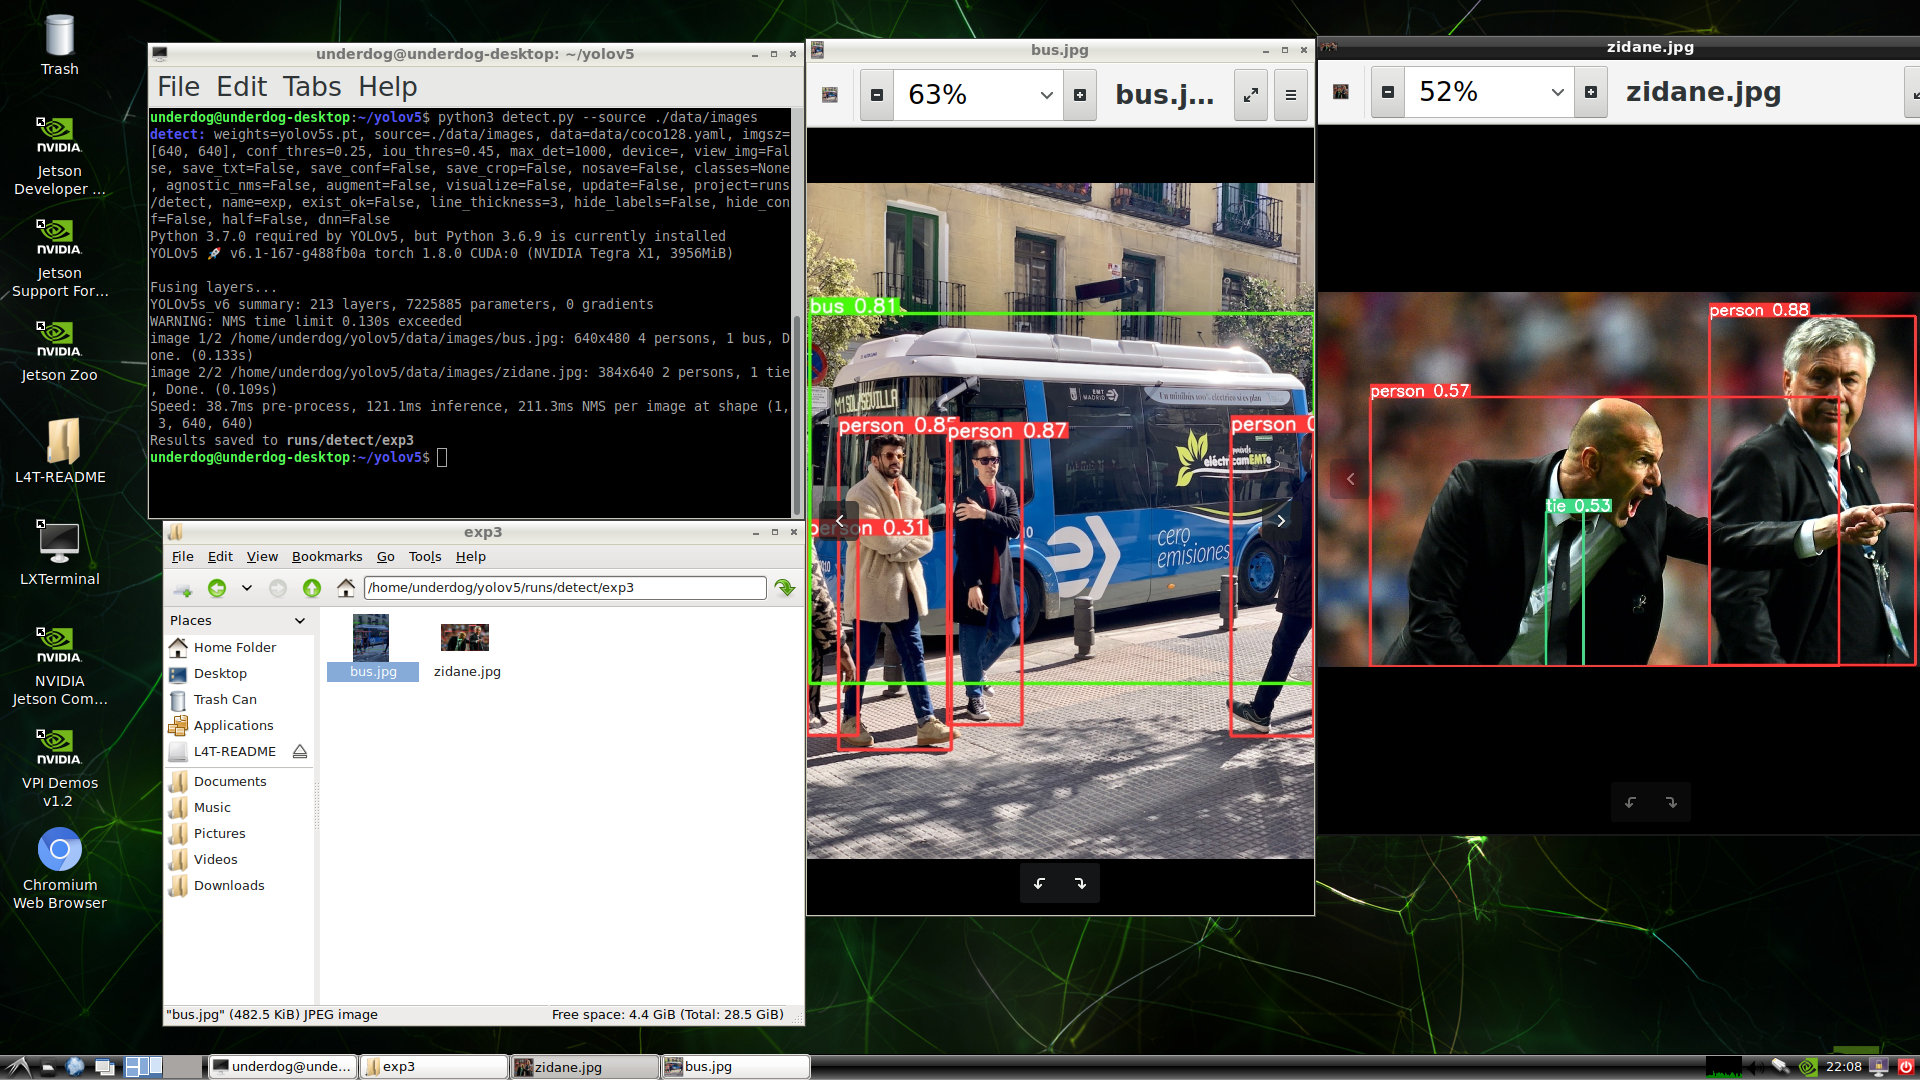 Trash
NVIDIA.
Jetson
Developer ...
NVIDIA.
Jetson
Support For...
NVIDIA.
Jetson Zoo
L4T-README
LXTerminal
NVIDIA.
NVIDIA
Jetson Com...
NVIDIA.
VPI Demos
v1.2
Chromium
Web Browser
underdog@underdog-desktop: ~/yolov5
File Edit Tabs Help
underdog@underdog-desktop:~/yolov5$ python3 detect.py --source ./data/images
detect: weights=yolov5s.pt, source=./data/images, data=data/coco128.yaml, imgsz=
[640, 640], conf_thres=0.25, iou_thres=0.45, max_det=1000, device=, view_img=Fal
se, save_txt=False, save_conf=False, save_crop=False, nosave=False, classes=None
, agnostic_nms=False, augment=False, visualize=False, update=False, project=runs
/detect, name=exp, exist_ok=False, line_thickness=3, hide_labels=False, hide_con
f=False, half=False, dnn=False
Python 3.7.0 required by YOLOv5, but Python 3.6.9 is currently installed
YOLOv5 🚀 v6.1-167-g488fb0a torch 1.8.0 CUDA:0 (NVIDIA Tegra X1, 3956MiB)
Fusing layers...
YOLOv5s_v6 summary: 213 layers, 7225885 parameters, 0 gradients
WARNING: NMS time limit 0.130s exceeded
image 1/2 /home/underdog/yolov5/data/images/bus.jpg: 640x480 4 persons, 1 bus, D
one. (0.133s)
image 2/2 /home/underdog/yolov5/data/images/zidane.jpg: 384x640 2 persons, 1 tie
, Done. (0.109s)
Speed: 38.7ms pre-process, 121.1ms inference, 211.3ms NMS per image at shape (1,
 3, 640, 640)
Results saved to runs/detect/exp3
underdog@underdog-desktop:~/yolov5$
exp3
File Edit View Bookmarks Go Tools Help
/home/underdog/yolov5/runs/detect/exp3
Places
Home Folder
Desktop
Trash Can
Applications
L4T-README
Documents
Music
Pictures
Videos
Downloads
bus.jpg
zidane.jpg
"bus.jpg" (482.5 KiB) JPEG image
Free space: 4.4 GiB (Total: 28.5 GiB)
bus.jpg
63%
bus.j...
bus 0.81
EMT
MADRID
M1 SOL/SEVILLA
person 0.8
person 0.87
person 0
person 0.31
eléctricamEMTe
cero
emisiones
zidane.jpg
52%
zidane.jpg
person 0.88
person 0.57
tie 0.53
underdog@unde...
exp3
zidane.jpg
bus.jpg
22:08